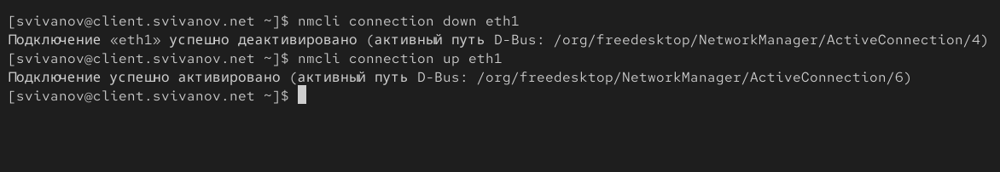 [svivanov@client.svivanov.net ~]$ nmcli connection down eth1
Подключение «eth1» успешно деактивировано (активный путь D-Bus: /org/freedesktop/NetworkManager/ActiveConnection/4)
[svivanov@client.svivanov.net ~]$ nmcli connection up eth1
Подключение успешно активировано (активный путь D-Bus: /org/freedesktop/NetworkManager/ActiveConnection/6)
[svivanov@client.svivanov.net ~]$